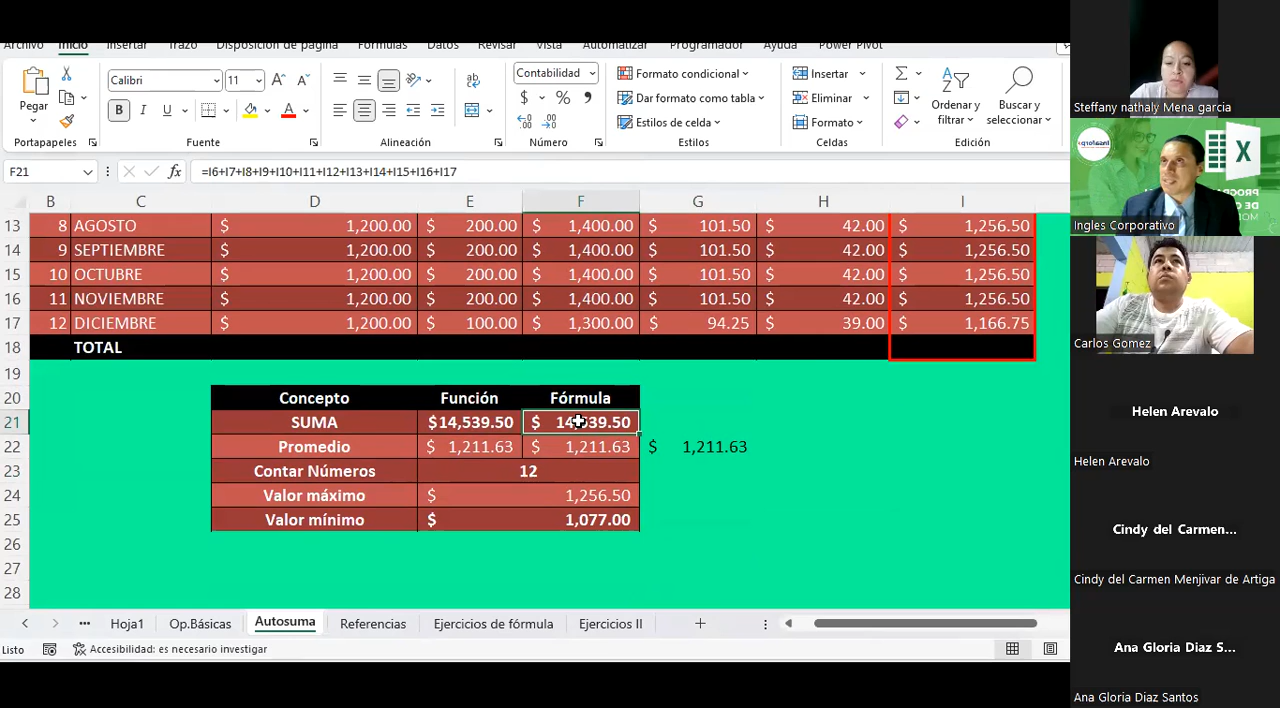 Archivo Inicio Insertar Trazo Disposición de página Fórmulas Datos Revisar Vista Automatizar Programador Ayuda Power Pivot
Pegar
Calibri 11
N K S
ab
Contabilidad
$ % 9
Formato condicional
Dar formato como tabla
Estilos de celda
Insertar
Eliminar
Formato
Ordenar y filtrar
Buscar y seleccionar
Portapapeles Fuente Alineación Número Estilos Celdas Edición
F21 fx =I6+I7+I8+I9+I10+I11+I12+I13+I14+I15+I16+I17
B C D E F G H I
13 8 AGOSTO $ 1,200.00 $ 200.00 $ 1,400.00 $ 101.50 $ 42.00 $ 1,256.50
14 9 SEPTIEMBRE $ 1,200.00 $ 200.00 $ 1,400.00 $ 101.50 $ 42.00 $ 1,256.50
15 10 OCTUBRE $ 1,200.00 $ 200.00 $ 1,400.00 $ 101.50 $ 42.00 $ 1,256.50
16 11 NOVIEMBRE $ 1,200.00 $ 200.00 $ 1,400.00 $ 101.50 $ 42.00 $ 1,256.50
17 12 DICIEMBRE $ 1,200.00 $ 100.00 $ 1,300.00 $ 94.25 $ 39.00 $ 1,166.75
18 TOTAL
19
20 Concepto Función Fórmula
21 SUMA $14,539.50 $ 14,539.50
22 Promedio $ 1,211.63 $ 1,211.63 $ 1,211.63
23 Contar Números 12
24 Valor máximo $ 1,256.50
25 Valor mínimo $ 1,077.00
26
27
28
Hoja1 Op.Básicas Autosuma Referencias Ejercicios de fórmula Ejercicios II
Listo Accesibilidad: es necesario investigar
Steffany nathaly Mena garcia
X
Ingles Corporativo
Carlos Gomez
Helen Arevalo
Helen Arevalo
Cindy del Carmen...
Cindy del Carmen Menjivar de Artiga
Ana Gloria Diaz S...
Ana Gloria Diaz Santos